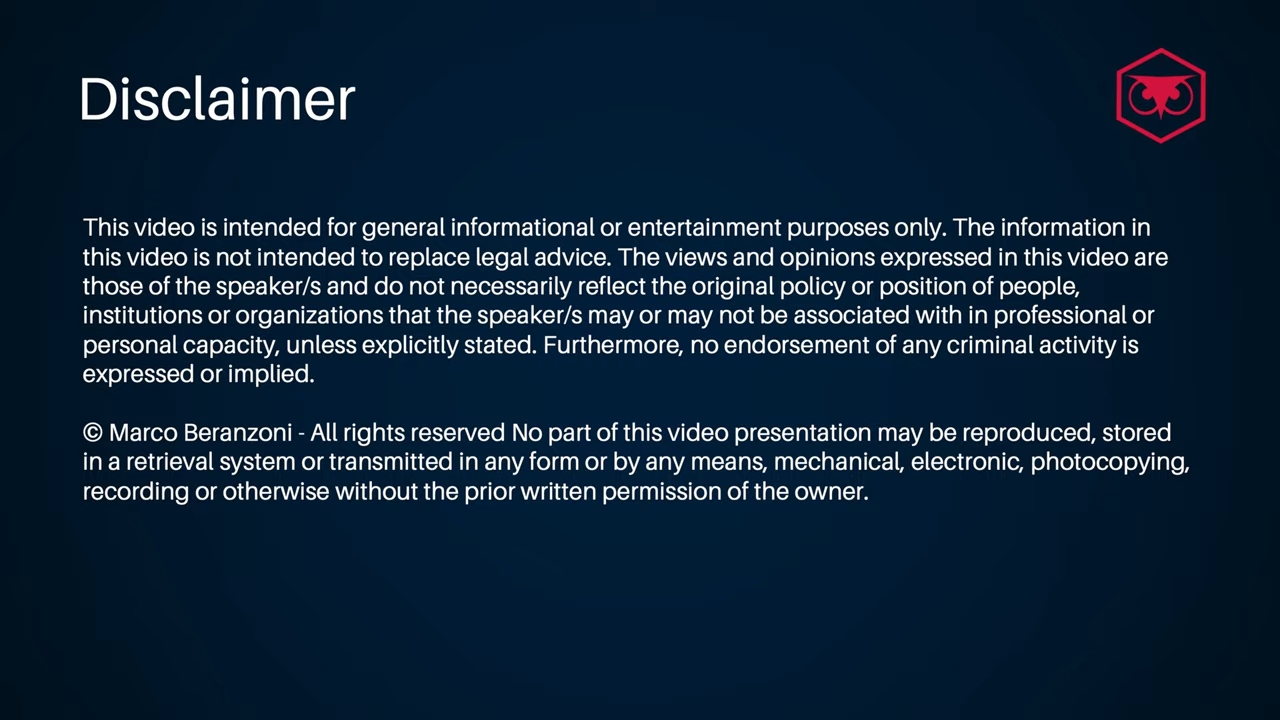 Disclaimer
This video is intended for general informational or entertainment purposes only. The information in
this video is not intended to replace legal advice. The views and opinions expressed in this video are
those of the speaker/s and do not necessarily reflect the original policy or position of people,
institutions or organizations that the speaker/s may or may not be associated with in professional or
personal capacity, unless explicitly stated. Furthermore, no endorsement of any criminal activity is
expressed or implied.
© Marco Beranzoni - All rights reserved No part of this video presentation may be reproduced, stored
in a retrieval system or transmitted in any form or by any means, mechanical, electronic, photocopying,
recording or otherwise without the prior written permission of the owner.